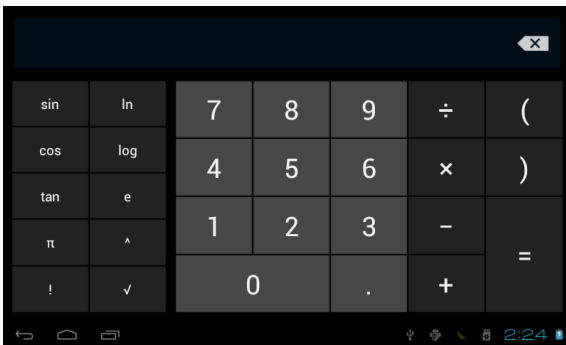 sin ln 7 8 9 ÷ (
cos log 4 5 6 × )
tan e
π ^ 1 2 3 − =
! √ 0 . +
2:24